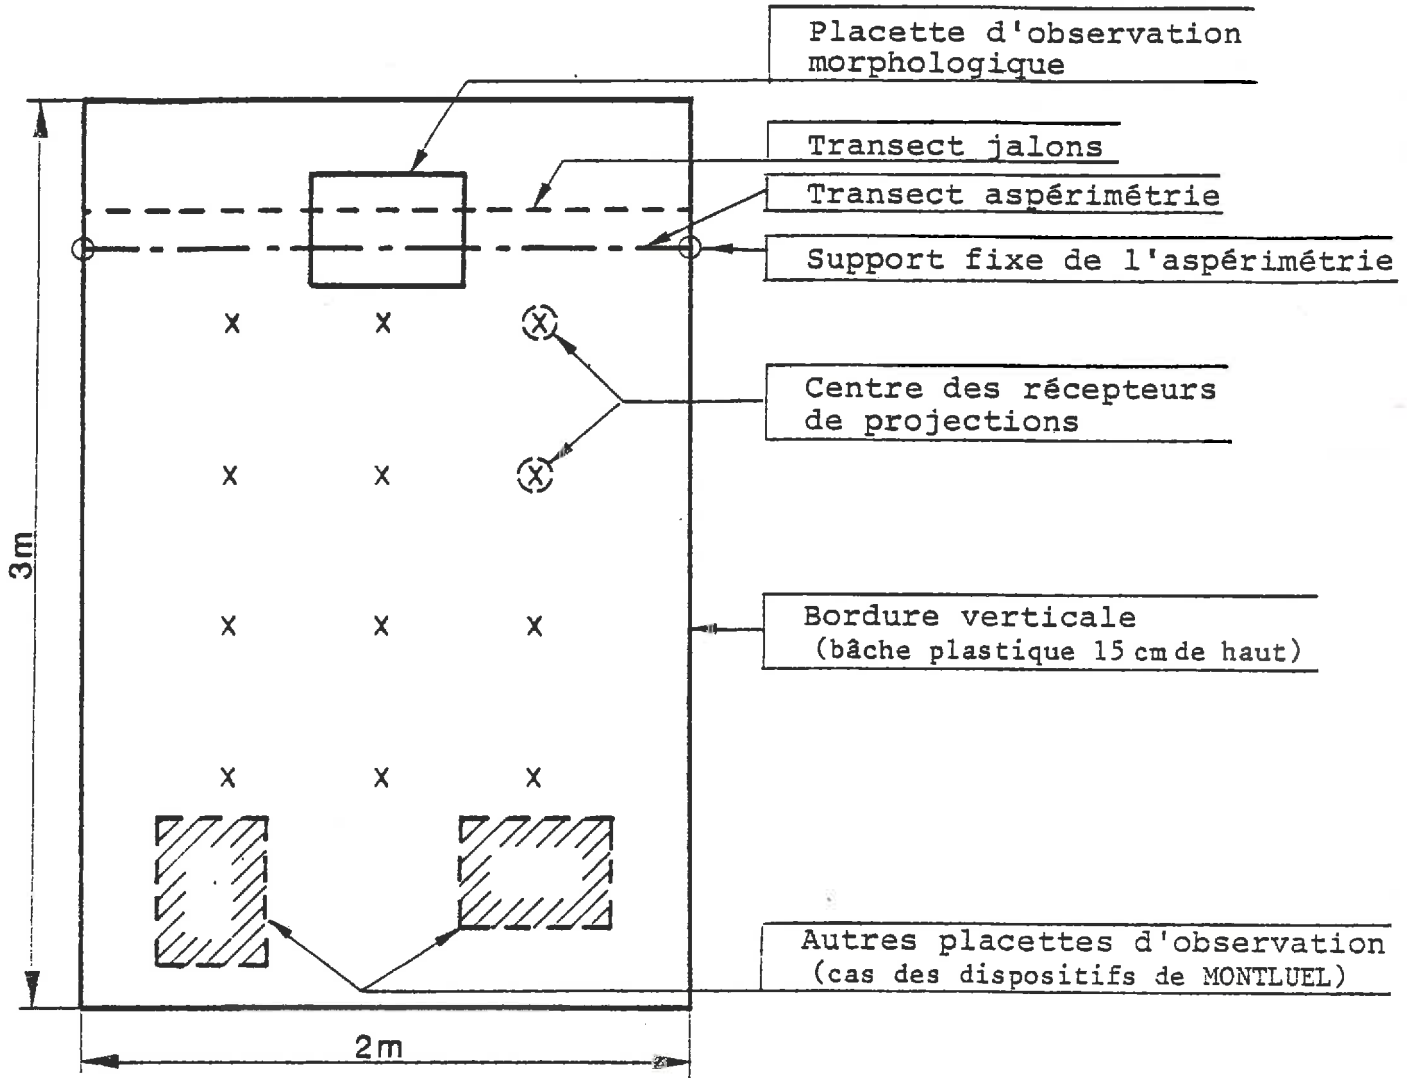 Placette d'observation
morphologique
Transect jalons
Transect aspérimétrie
Support fixe de l'aspérimétrie
x x x
Centre des récepteurs
de projections
x x x
3m
Bordure verticale
(bâche plastique 15 cm de haut)
x x x
x x x
Autres placettes d'observation
(cas des dispositifs de MONTLUEL)
2m